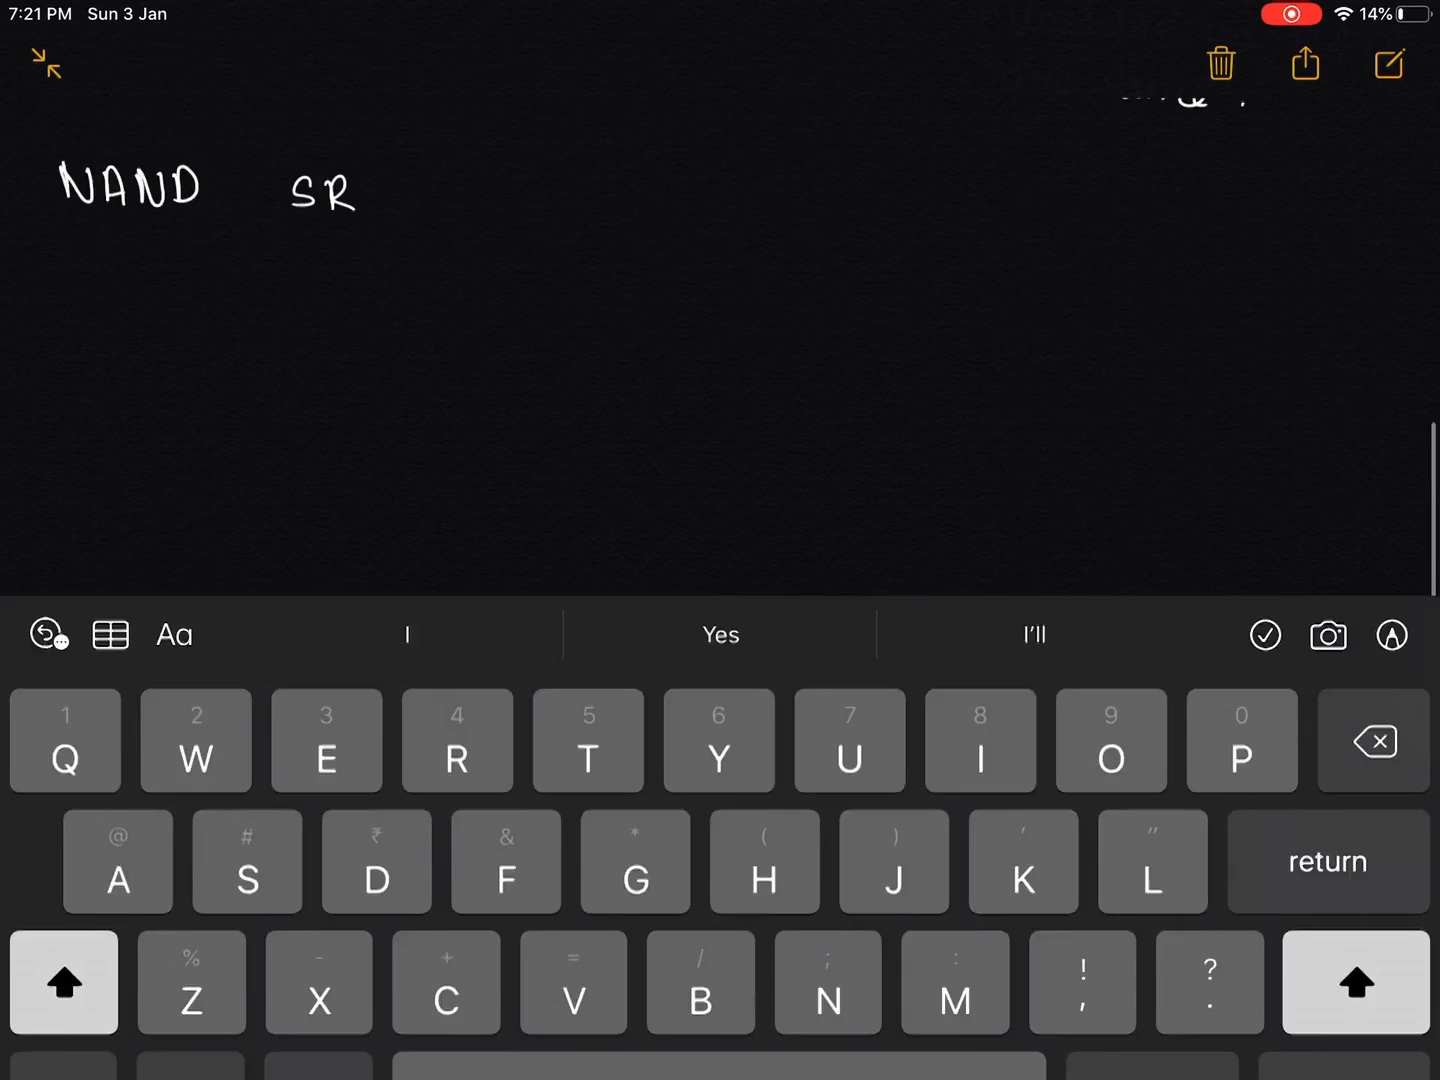 7:21 PM Sun 3 Jan 14%
NAND SR
Aa I Yes I'll
1 2 3 4 5 6 7 8 9 0
Q W E R T Y U I O P
@ # ₹ & * ( ) ' "
A S D F G H J K L return
% - + = / ; : ! ?
Z X C V B N M , .